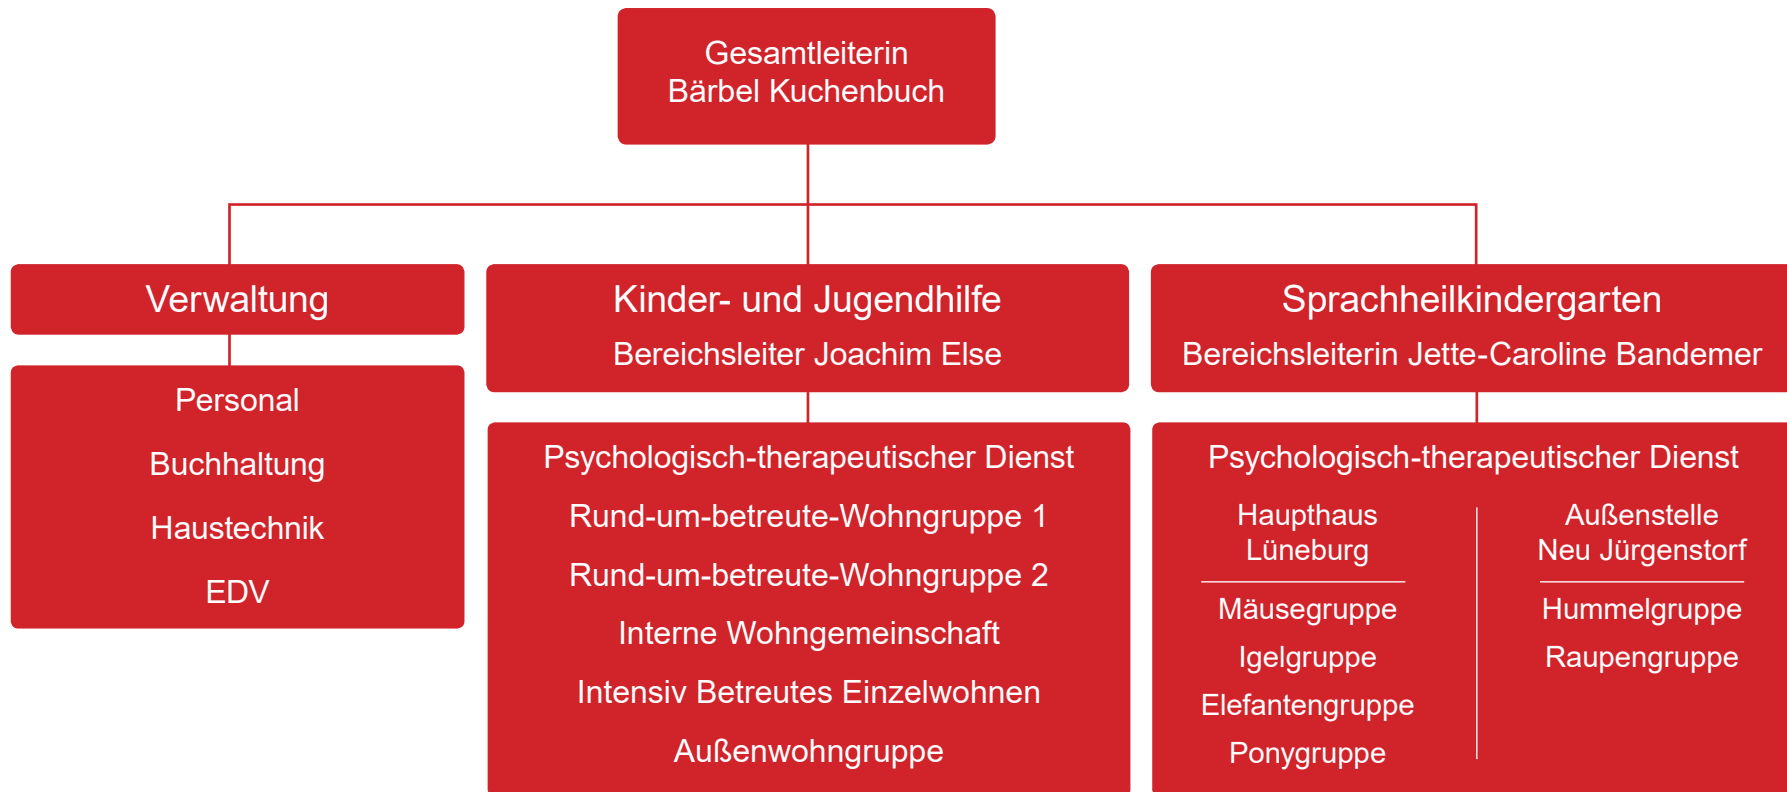 Gesamtleiterin
Bärbel Kuchenbuch
Verwaltung
Personal
Buchhaltung
Haustechnik
EDV
Kinder- und Jugendhilfe
Bereichsleiter Joachim Else
Psychologisch-therapeutischer Dienst
Rund-um-betreute-Wohngruppe 1
Rund-um-betreute-Wohngruppe 2
Interne Wohngemeinschaft
Intensiv Betreutes Einzelwohnen
Außenwohngruppe
Sprachheilkindergarten
Bereichsleiterin Jette-Caroline Bandemer
Psychologisch-therapeutischer Dienst
Haupthaus
Lüneburg
Mäusegruppe
Igelgruppe
Elefantengruppe
Ponygruppe
Außenstelle
Neu Jürgenstorf
Hummelgruppe
Raupengruppe